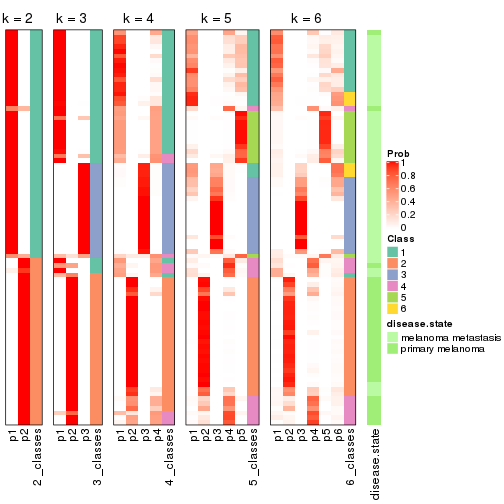 k = 2 k = 3 k = 4 k = 5 k = 6
Prob
1
0.8
0.6
0.4
0.2
0
Class
1
2
3
4
5
6
disease.state
melanoma metastasis
primary melanoma
p1 p2 2_classes p1 p2 p3 3_classes p1 p2 p3 p4 4_classes p1 p2 p3 p4 p5 5_classes p1 p2 p3 p4 p5 p6 6_classes disease.state